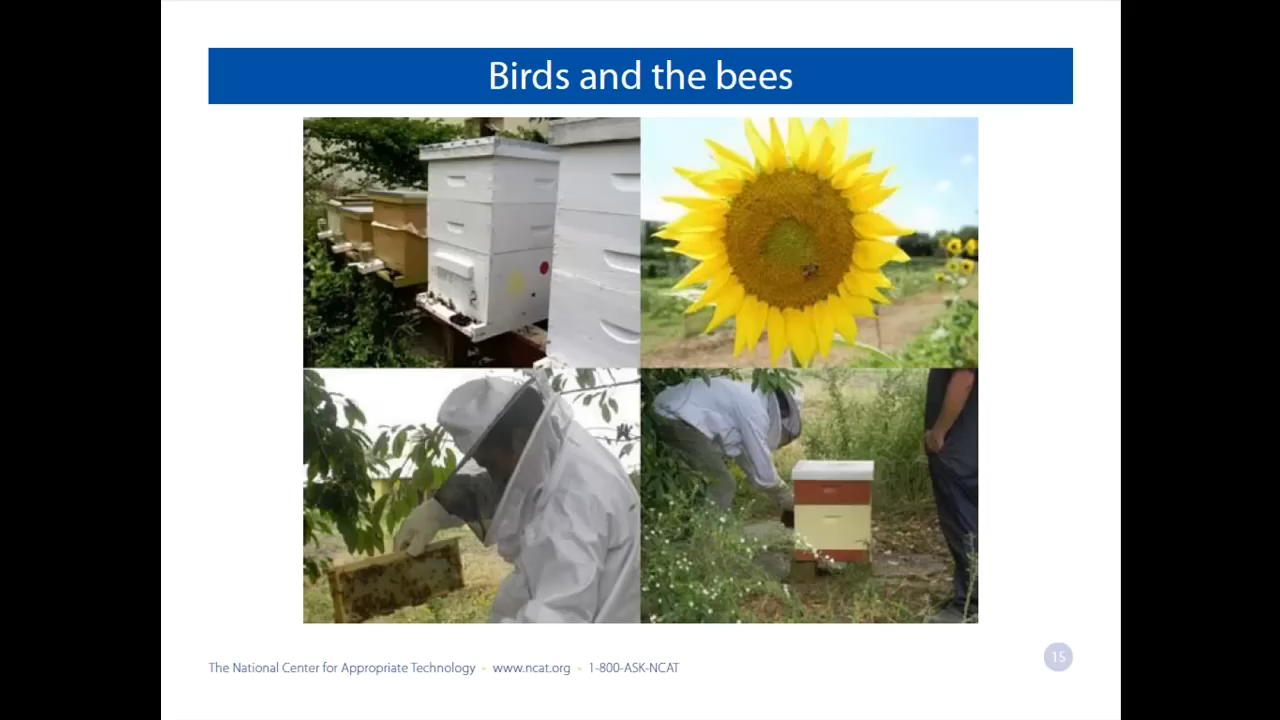 Birds and the bees
The National Center for Appropriate Technology • www.ncat.org • 1-800-ASK-NCAT
15